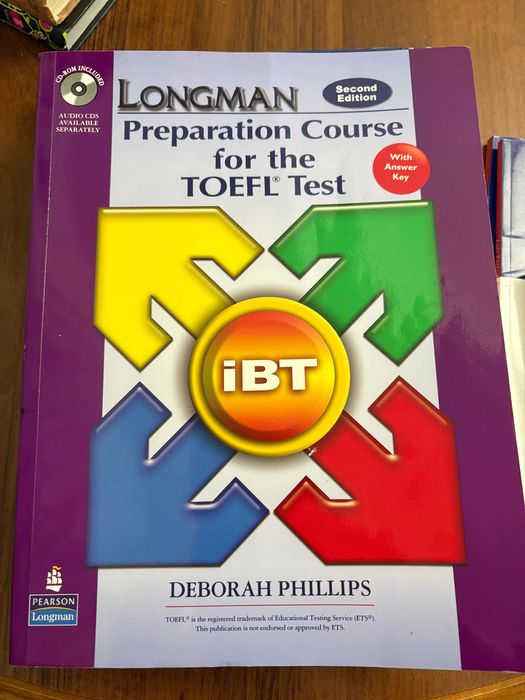 CD-ROM INCLUDED
AUDIO CDS
AVAILABLE
SEPARATELY
LONGMAN
Second
Edition
Preparation Course
for the
TOEFL® Test
With
Answer
Key
iBT
DEBORAH PHILLIPS
PEARSON
Longman
TOEFL® is the registered trademark of Educational Testing Service (ETS®).
This publication is not endorsed or approved by ETS.